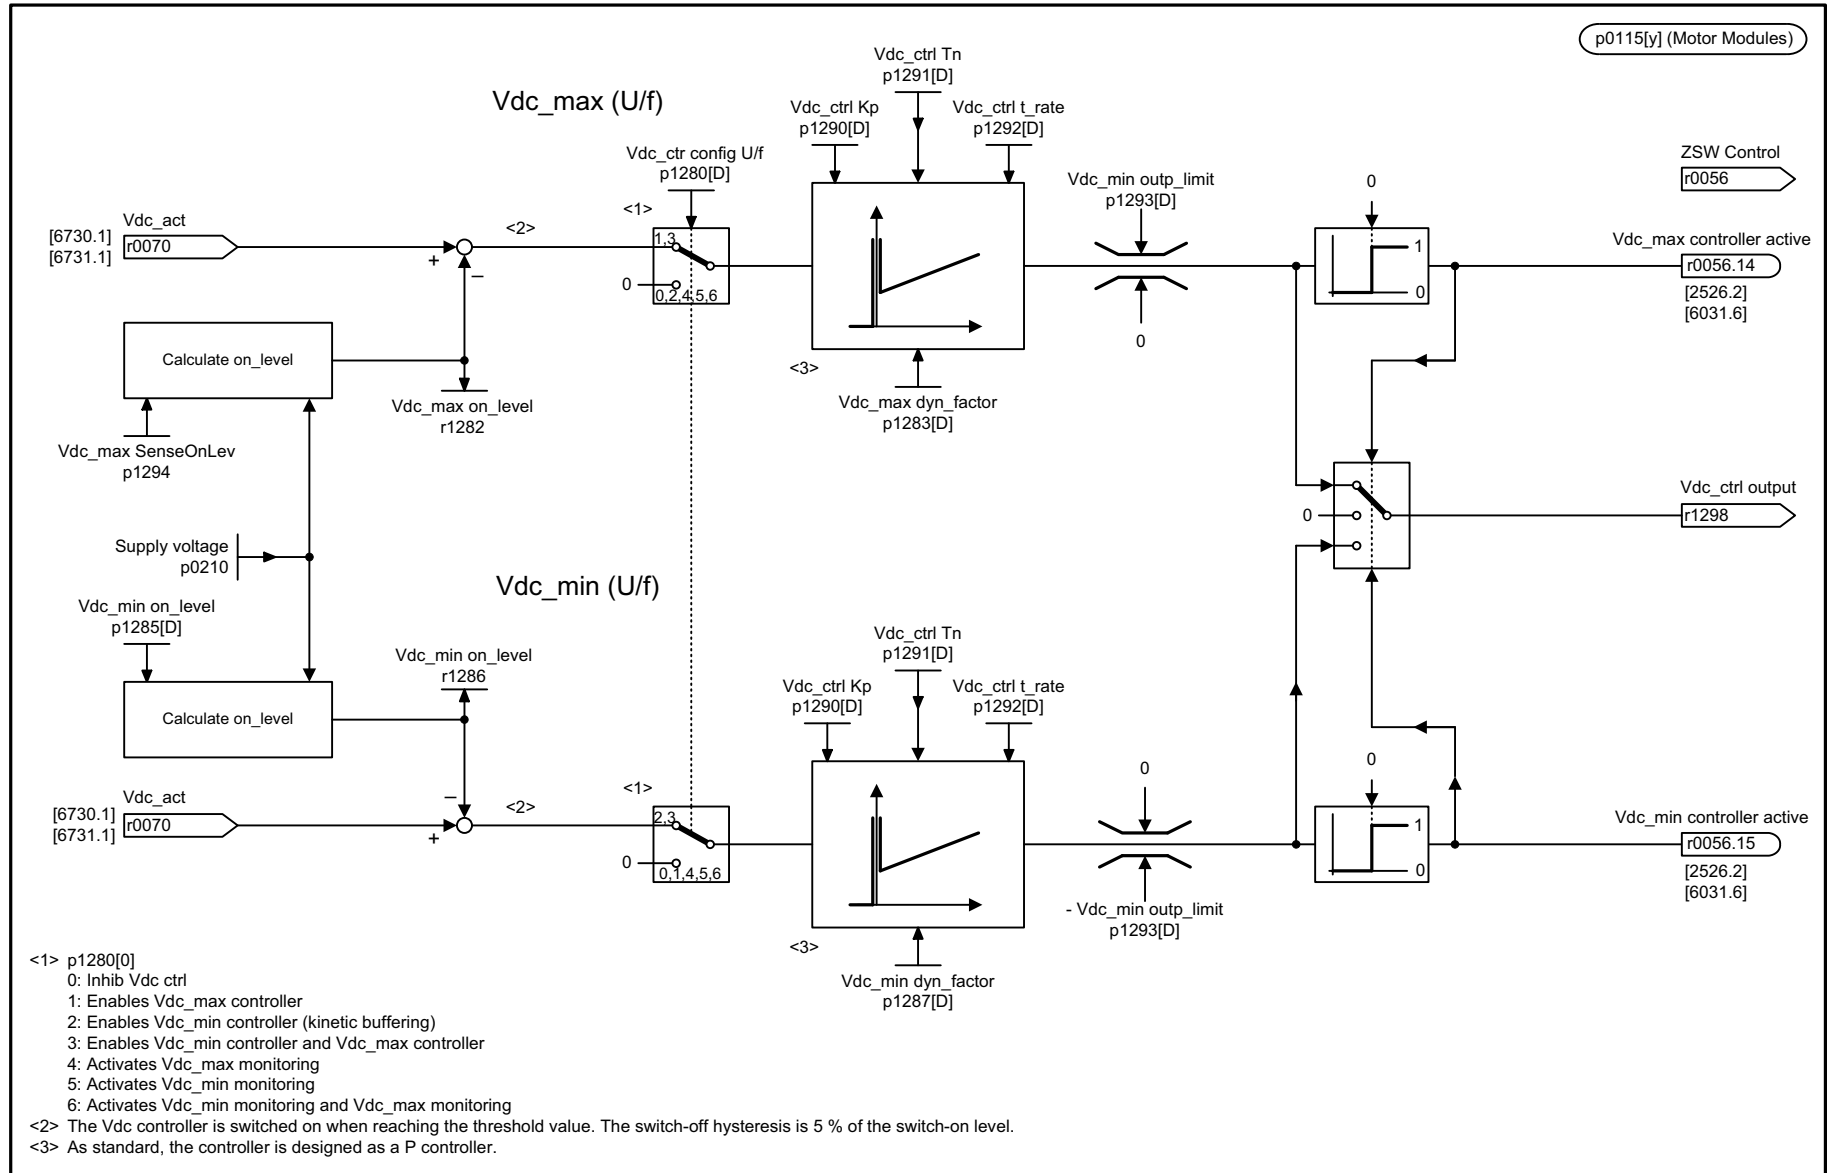 p0115[y] (Motor Modules)
Vdc_max (U/f)
Vdc_ctrl Tn
p1291[D]
Vdc_ctrl Kp
p1290[D]
Vdc_ctrl t_rate
p1292[D]
Vdc_ctr config U/f
p1280[D]
Vdc_min outp_limit
p1293[D]
0
ZSW Control
r0056
[6730.1]
[6731.1]
Vdc_act
r0070
+
–
<2>
<1>
1,3
0
0,2,4,5,6
<3>
0
1
0
Vdc_max controller active
r0056.14
[2526.2]
[6031.6]
Calculate on_level
Vdc_max on_level
r1282
Vdc_max dyn_factor
p1283[D]
Vdc_max SenseOnLev
p1294
0
Vdc_ctrl output
r1298
Supply voltage
p0210
Vdc_min (U/f)
Vdc_min on_level
p1285[D]
Vdc_min on_level
r1286
Calculate on_level
Vdc_ctrl Tn
p1291[D]
Vdc_ctrl Kp
p1290[D]
Vdc_ctrl t_rate
p1292[D]
0
0
[6730.1]
[6731.1]
Vdc_act
r0070
+
–
<2>
<1>
2,3
0
0,1,4,5,6
<3>
1
0
Vdc_min controller active
r0056.15
[2526.2]
[6031.6]
- Vdc_min outp_limit
p1293[D]
Vdc_min dyn_factor
p1287[D]
<1> p1280[0]
0: Inhib Vdc ctrl
1: Enables Vdc_max controller
2: Enables Vdc_min controller (kinetic buffering)
3: Enables Vdc_min controller and Vdc_max controller
4: Activates Vdc_max monitoring
5: Activates Vdc_min monitoring
6: Activates Vdc_min monitoring and Vdc_max monitoring
<2> The Vdc controller is switched on when reaching the threshold value. The switch-off hysteresis is 5 % of the switch-on level.
<3> As standard, the controller is designed as a P controller.